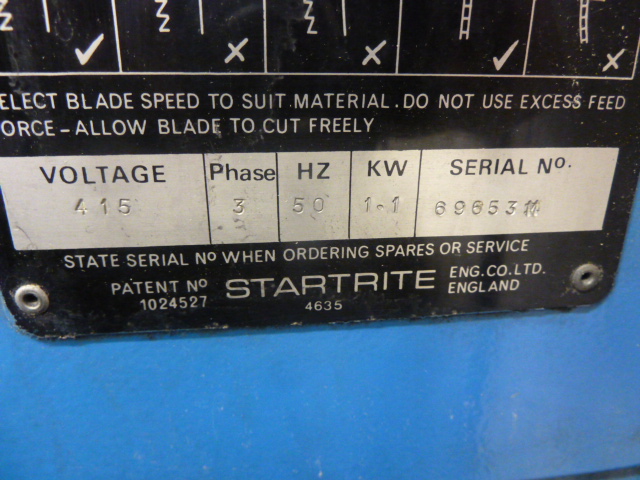 ELECT BLADE SPEED TO SUIT MATERIAL. DO NOT USE EXCESS FEED
ORCE - ALLOW BLADE TO CUT FREELY
VOLTAGE Phase HZ KW SERIAL No.
415 3 50 1·1
STATE SERIAL No WHEN ORDERING SPARES OR SERVICE
PATENT No STARTRITE ENG.CO.LTD.
1024527 4635 ENGLAND